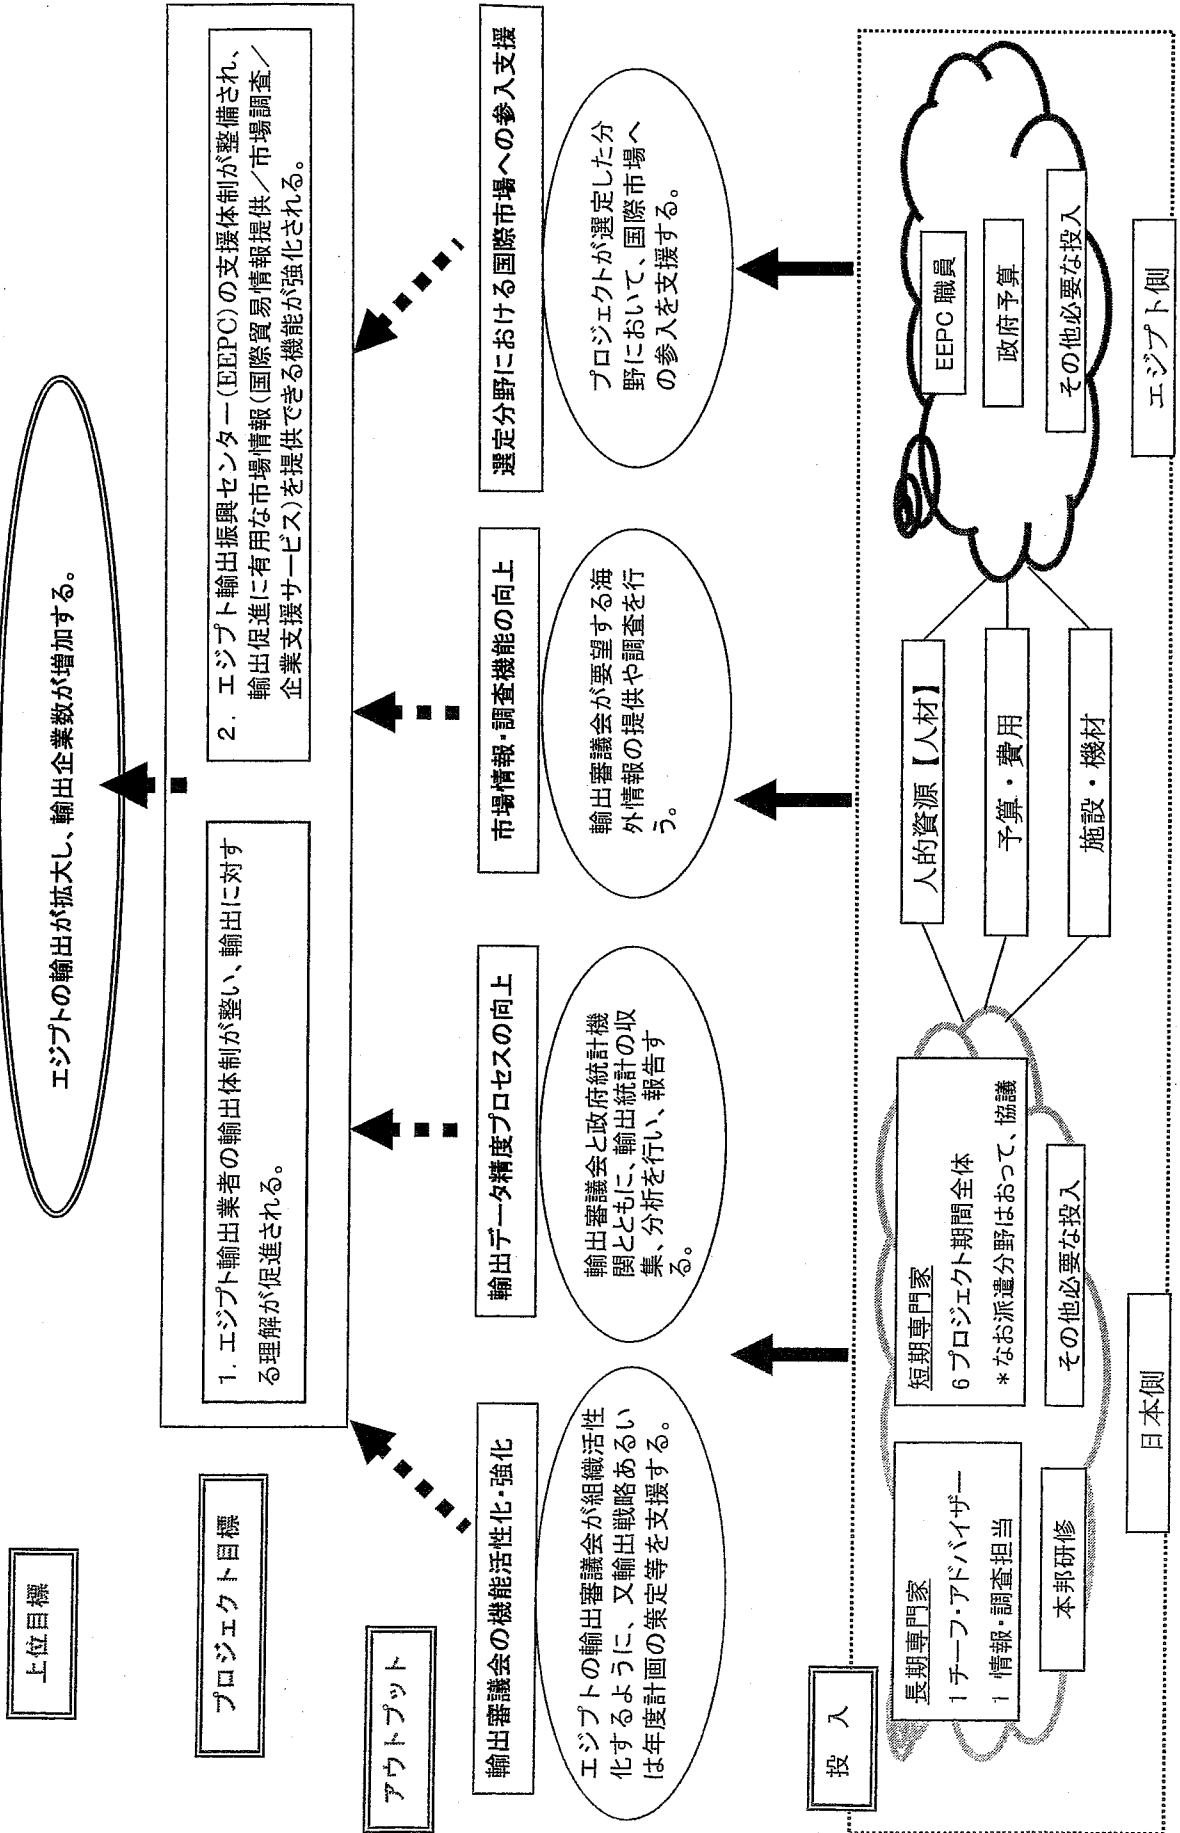 上位目標
エジプトの輸出が拡大し、輸出企業数が増加する。
プロジェクト目標
1. エジプト輸出業者の輸出体制が整い、輸出に対す
る理解が促進される。
2. エジプト輸出振興センター(EEPC)の支援体制が整備され、
輸出促進に有用な市場情報(国際貿易情報提供／市場調査／
企業支援サービス)を提供できる機能が強化される。
アウトプット
輸出審議会の機能活性化・強化
エジプトの輸出審議会が組織活性
化するように、又輸出戦略あるい
は年度計画の策定等を支援する。
輸出データ精度プロセスの向上
輸出審議会と政府統計機
関とともに、輸出統計の収
集、分析を行い、報告す
る。
市場情報・調査機能の向上
輸出審議会が要望する海
外情報の提供や調査を行
う。
選定分野における国際市場への参入支援
プロジェクトが選定した分
野において、国際市場へ
の参入を支援する。
投 入
長期専門家
1 チーフ・アドバイザー
1 情報・調査担当
本邦研修
短期専門家
6 プロジェクト期間全体
＊なお派遣分野はおって、協議
その他必要な投入
日本側
人的資源【人材】
予算・費用
施設・機材
EEPC 職員
政府予算
その他必要な投入
エジプト側